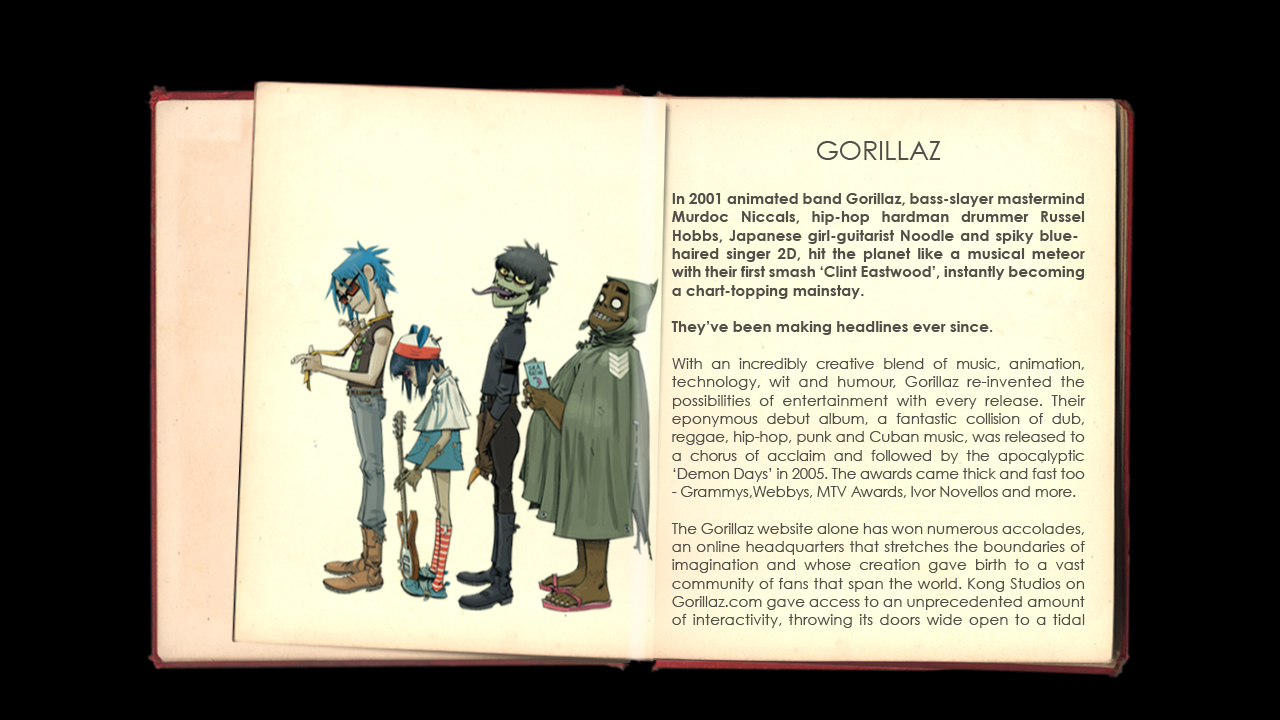 GORILLAZ
In 2001 animated band Gorillaz, bass-slayer mastermind
Murdoc Niccals, hip-hop hardman drummer Russel
Hobbs, Japanese girl-guitarist Noodle and spiky blue-
haired singer 2D, hit the planet like a musical meteor
with their first smash ‘Clint Eastwood’, instantly becoming
a chart-topping mainstay.
They’ve been making headlines ever since.
With an incredibly creative blend of music, animation,
technology, wit and humour, Gorillaz re-invented the
possibilities of entertainment with every release. Their
eponymous debut album, a fantastic collision of dub,
reggae, hip-hop, punk and Cuban music, was released to
a chorus of acclaim and followed by the apocalyptic
‘Demon Days’ in 2005. The awards came thick and fast too
- Grammys,Webbys, MTV Awards, Ivor Novellos and more.
The Gorillaz website alone has won numerous accolades,
an online headquarters that stretches the boundaries of
imagination and whose creation gave birth to a vast
community of fans that span the world. Kong Studios on
Gorillaz.com gave access to an unprecedented amount
of interactivity, throwing its doors wide open to a tidal